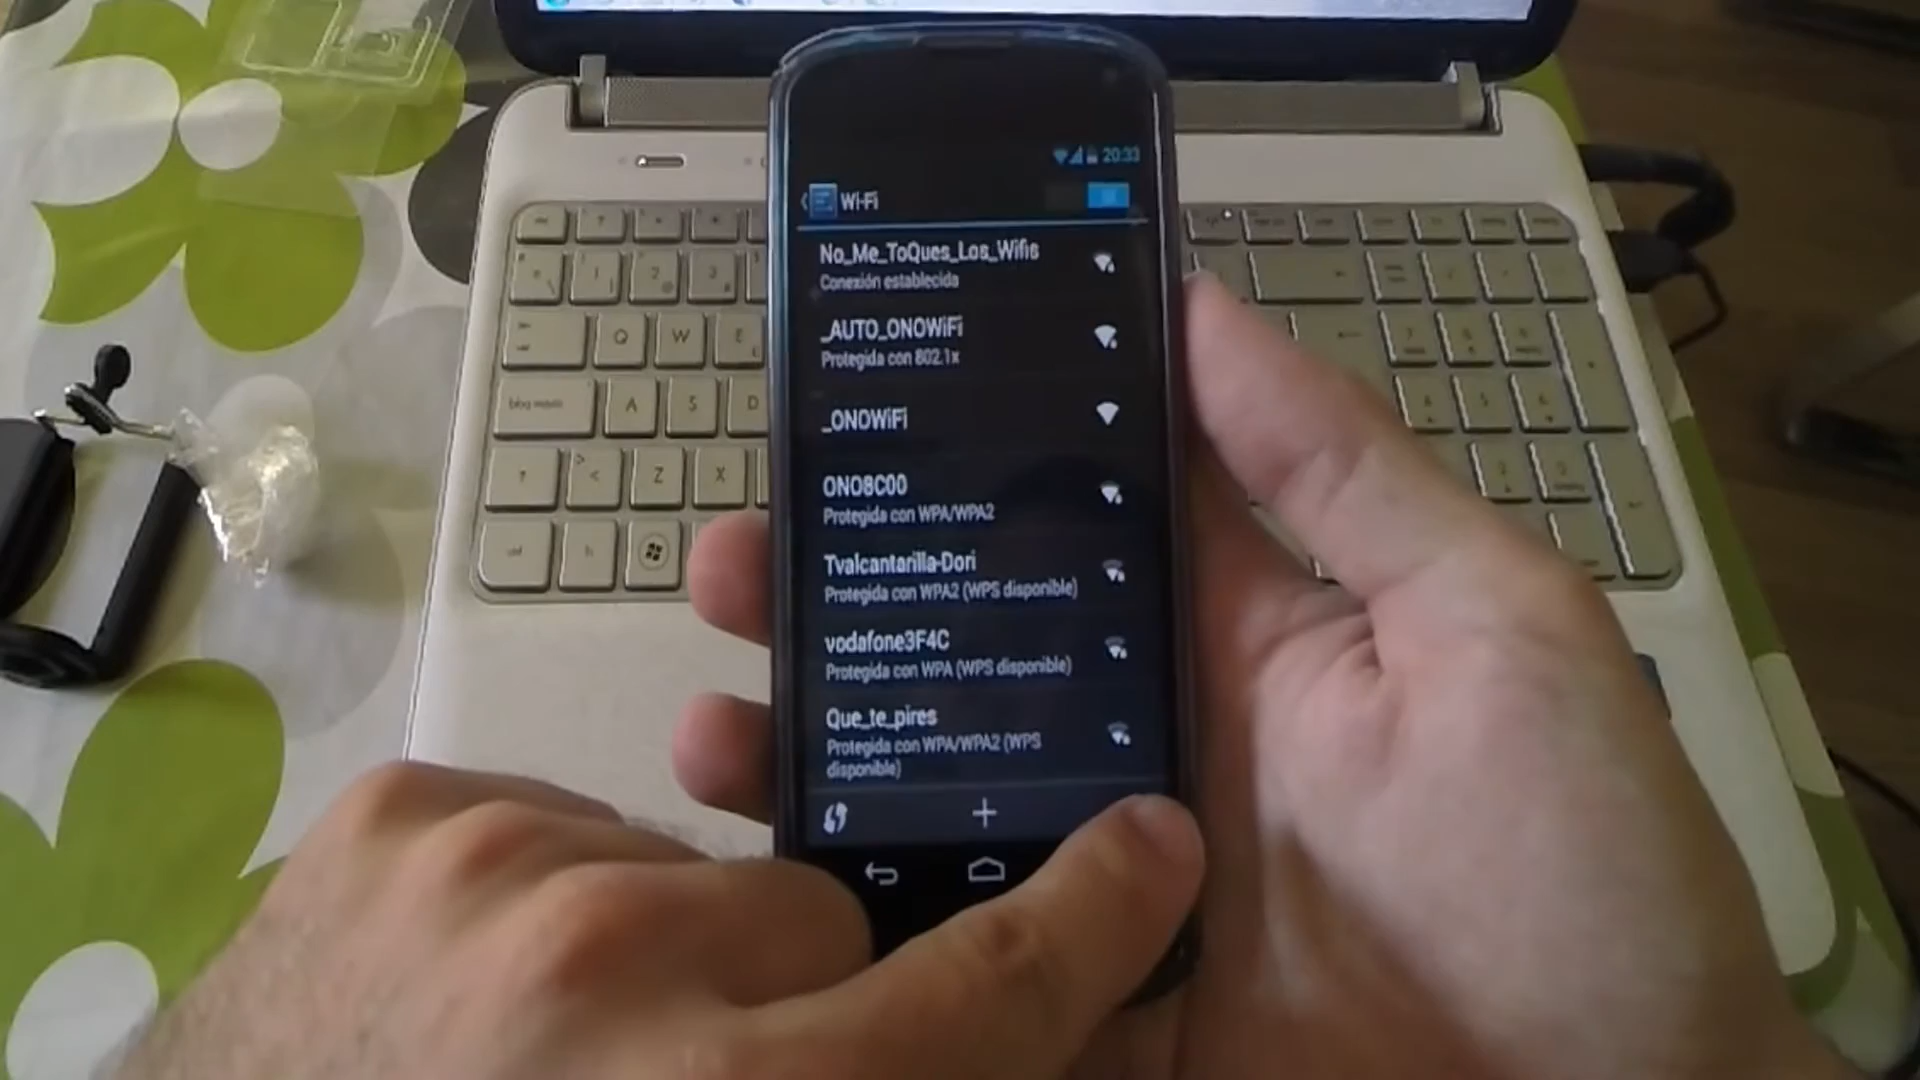 20:33
Wi-Fi
No_Me_ToQues_Los_Wifis
Conexión establecida
_AUTO_ONOWiFi
Protegida con 802.1x
_ONOWiFi
ONO8C00
Protegida con WPA/WPA2
Tvalcantarilla-Dori
Protegida con WPA2 (WPS disponible)
vodafone3F4C
Protegida con WPA (WPS disponible)
Que_te_pires
Protegida con WPA/WPA2 (WPS
disponible)
Q W E
bloq mayús A S D
Z X